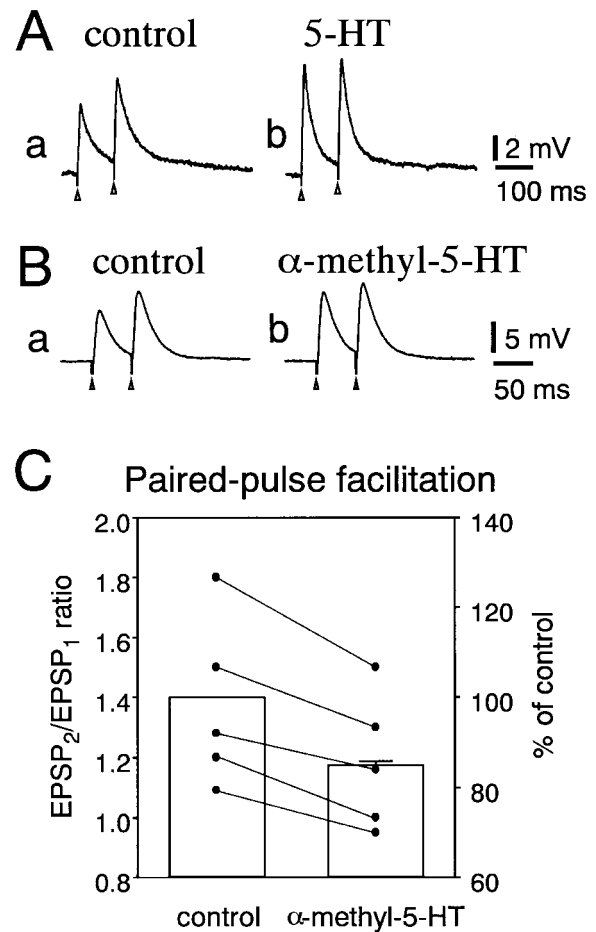 A
control
5-HT
a
b
2 mV
100 ms
B
control
α-methyl-5-HT
a
b
5 mV
50 ms
C
Paired-pulse facilitation
EPSP2/EPSP1 ratio
2.0
1.8
1.6
1.4
1.2
1.0
0.8
140
120
100
80
60
% of control
control
α-methyl-5-HT